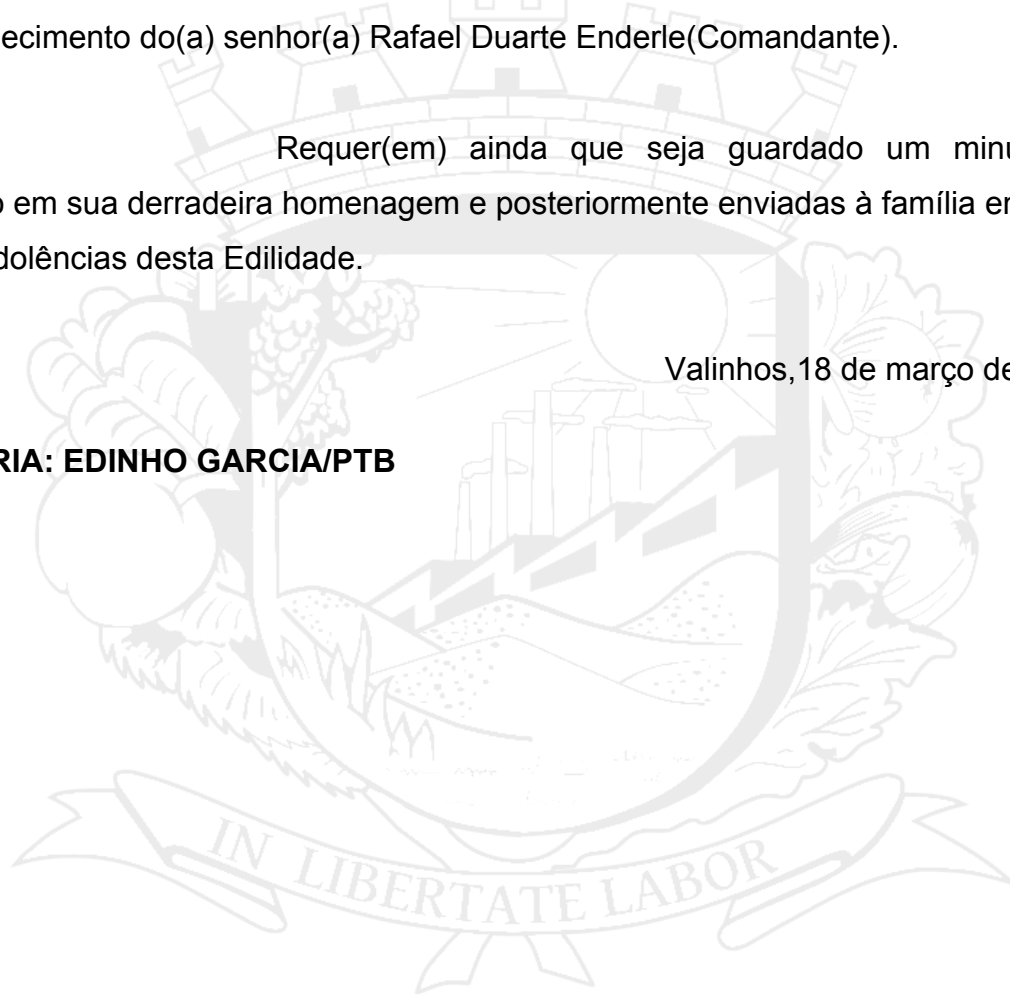 ecimento do(a) senhor(a) Rafael Duarte Enderle(Comandante).
Requer(em) ainda que seja guardado um minu
o em sua derradeira homenagem e posteriormente enviadas à família en
dolências desta Edilidade.
Valinhos,18 de março de
RIA: EDINHO GARCIA/PTB
IN LIBERTATE LABOR